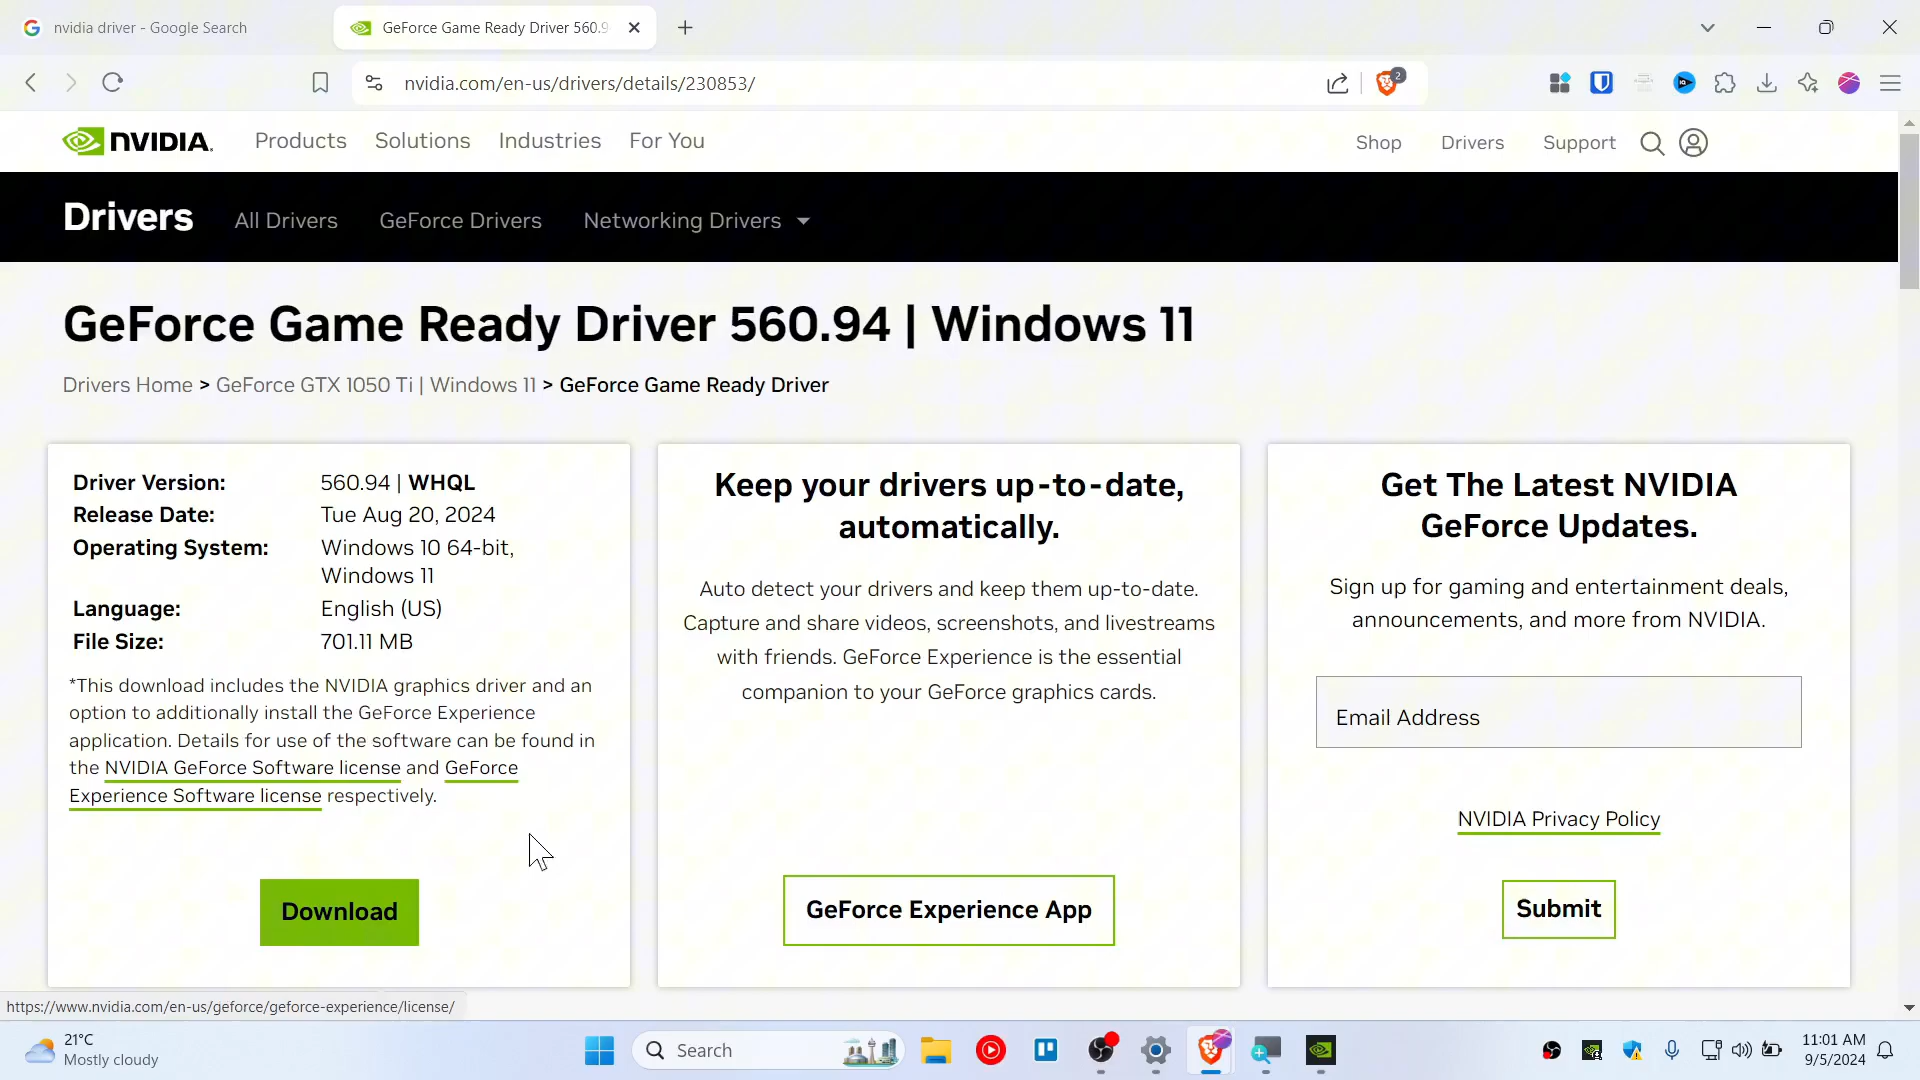 nvidia driver - Google Search
GeForce Game Ready Driver 560.9
nvidia.com/en-us/drivers/details/230853/
2
NVIDIA.
Products
Solutions
Industries
For You
Shop
Drivers
Support
Drivers
All Drivers
GeForce Drivers
Networking Drivers
GeForce Game Ready Driver 560.94 | Windows 11
Drivers Home > GeForce GTX 1050 Ti | Windows 11 > GeForce Game Ready Driver
Driver Version: 560.94 | WHQL
Release Date: Tue Aug 20, 2024
Operating System: Windows 10 64-bit,
Windows 11
Language: English (US)
File Size: 701.11 MB
*This download includes the NVIDIA graphics driver and an
option to additionally install the GeForce Experience
application. Details for use of the software can be found in
the NVIDIA GeForce Software license and GeForce
Experience Software license respectively.
Download
Keep your drivers up-to-date,
automatically.
Auto detect your drivers and keep them up-to-date.
Capture and share videos, screenshots, and livestreams
with friends. GeForce Experience is the essential
companion to your GeForce graphics cards.
GeForce Experience App
Get The Latest NVIDIA
GeForce Updates.
Sign up for gaming and entertainment deals,
announcements, and more from NVIDIA.
Email Address
NVIDIA Privacy Policy
Submit
https://www.nvidia.com/en-us/geforce/geforce-experience/license/
21°C
Mostly cloudy
Search
11:01 AM
9/5/2024